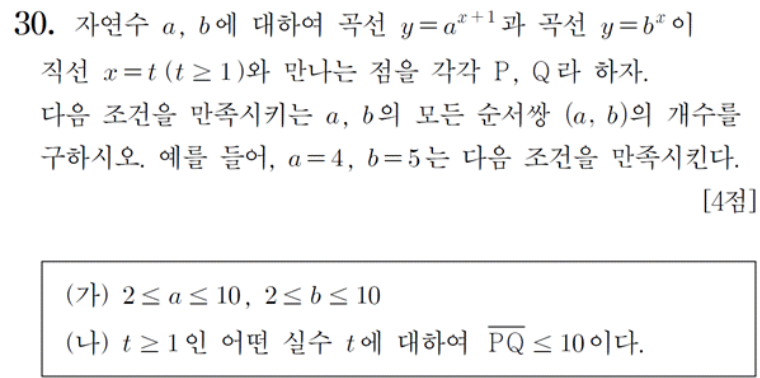 30. 자연수 a, b에 대하여 곡선 y=a^{x+1}과 곡선 y=b^x이
직선 x=t (t≥1)와 만나는 점을 각각 P, Q라 하자.
다음 조건을 만족시키는 a, b의 모든 순서쌍 (a, b)의 개수를
구하시오. 예를 들어, a=4, b=5는 다음 조건을 만족시킨다.
[4점]
(가) 2≤a≤10, 2≤b≤10
(나) t≥1인 어떤 실수 t에 대하여 \overline{PQ}≤10이다.